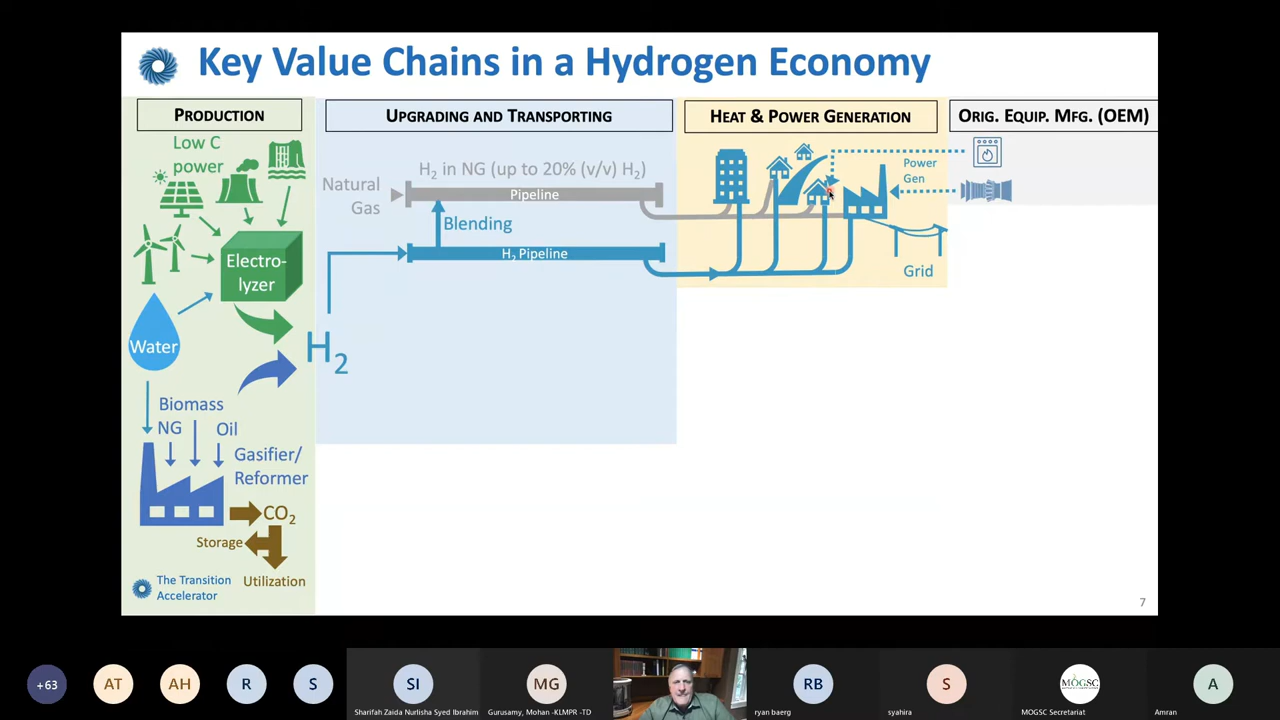 Key Value Chains in a Hydrogen Economy
PRODUCTION
UPGRADING AND TRANSPORTING
HEAT & POWER GENERATION
ORIG. EQUIP. MFG. (OEM)
Low C
power
Electro-
lyzer
Water
Biomass
NG
Oil
Gasifier/
Reformer
CO2
Storage
Utilization
The Transition
Accelerator
H2
H2 in NG (up to 20% (v/v) H2)
Natural
Gas
Pipeline
Blending
H2 Pipeline
Power
Gen
Grid
7
+63
AT
AH
R
S
SI
Sharifah Zaida Nurlisha Syed Ibrahim
MG
Gurusamy, Mohan -KLMPR -TD
RB
ryan baerg
S
syahira
MOGSC
MOGSC Secretariat
A
Amran